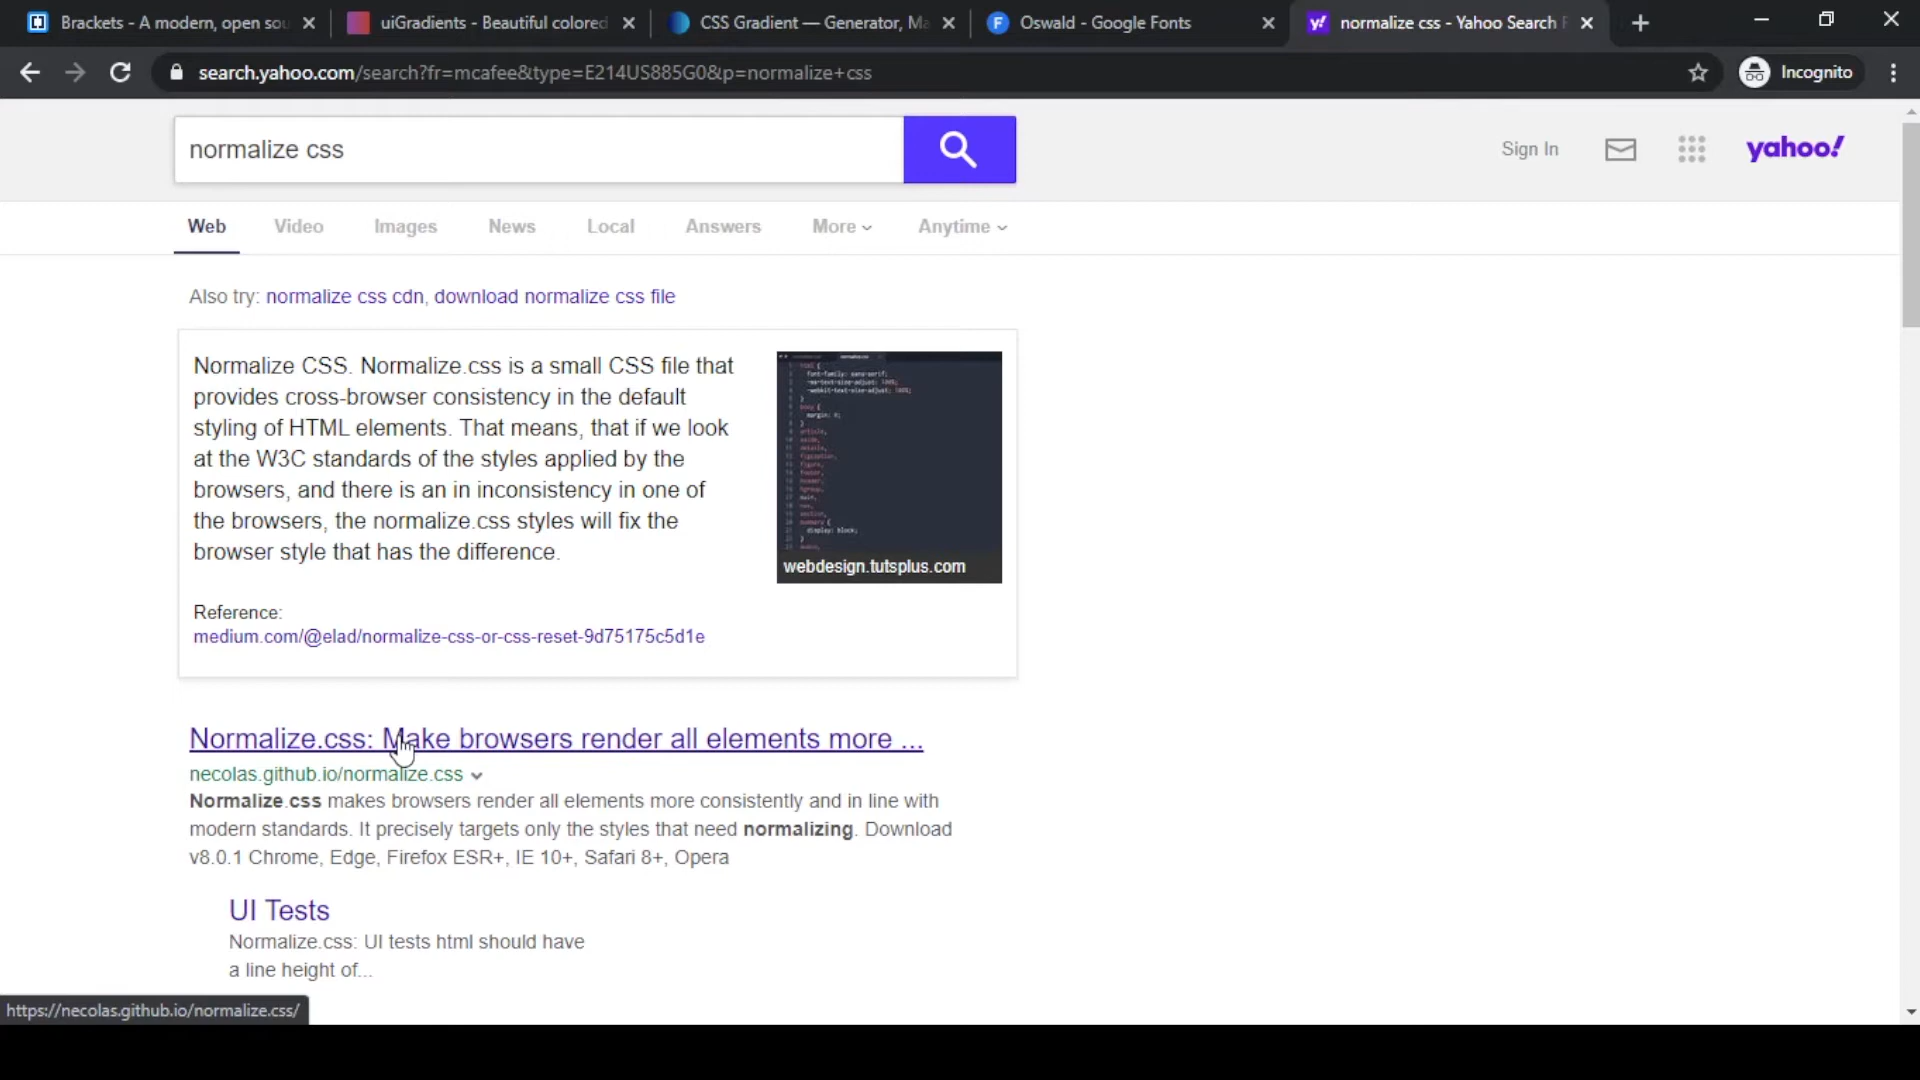 Brackets - A modern, open sou
uiGradients - Beautiful colored
CSS Gradient — Generator, Ma
Oswald - Google Fonts
normalize css - Yahoo Search
search.yahoo.com/search?fr=mcafee&type=E214US885G0&p=normalize+css
Incognito
normalize css
Sign In
yahoo!
Web
Video
Images
News
Local
Answers
More
Anytime
Also try: normalize css cdn, download normalize css file
Normalize CSS. Normalize.css is a small CSS file that
provides cross-browser consistency in the default
styling of HTML elements. That means, that if we look
at the W3C standards of the styles applied by the
browsers, and there is an in inconsistency in one of
the browsers, the normalize.css styles will fix the
browser style that has the difference.
webdesign.tutsplus.com
Reference:
medium.com/@elad/normalize-css-or-css-reset-9d75175c5d1e
Normalize.css: Make browsers render all elements more ...
necolas.github.io/normalize.css
Normalize.css makes browsers render all elements more consistently and in line with
modern standards. It precisely targets only the styles that need normalizing. Download
v8.0.1 Chrome, Edge, Firefox ESR+, IE 10+, Safari 8+, Opera
UI Tests
Normalize.css: UI tests html should have
a line height of...
https://necolas.github.io/normalize.css/